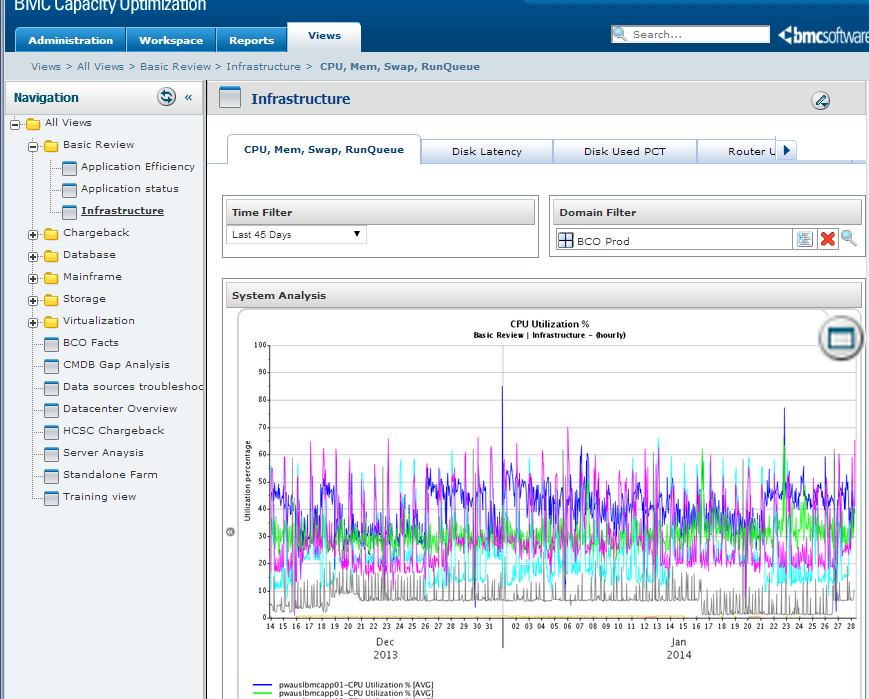 BMC Capacity Optimization
Administration Workspace Reports Views
Search...
bmcsoftware
Views > All Views > Basic Review > Infrastructure > CPU, Mem, Swap, RunQueue
Navigation «
All Views
Basic Review
Application Efficiency
Application status
Infrastructure
Chargeback
Database
Mainframe
Storage
Virtualization
BCO Facts
CMDB Gap Analysis
Data sources troubleshoo
Datacenter Overview
HCSC Chargeback
Server Anaysis
Standalone Farm
Training view
Infrastructure
CPU, Mem, Swap, RunQueue Disk Latency Disk Used PCT Router U
Time Filter
Last 45 Days
Domain Filter
BCO Prod
System Analysis
CPU Utilization %
Basic Review | Infrastructure - (hourly)
Utilization percentage
100
90
80
70
60
50
40
30
20
10
0
14 15 16 17 18 19 20 21 22 23 24 25 26 27 28 29 30 31 02 03 04 05 06 07 08 09 10 11 12 13 14 15 16 17 18 19 20 21 22 23 24 25 26 27 28
Dec Jan
2013 2014
pwauslbmcapp01-CPU Utilization % [AVG]
pwauslbmcapp01-CPU Utilization % [AVG]